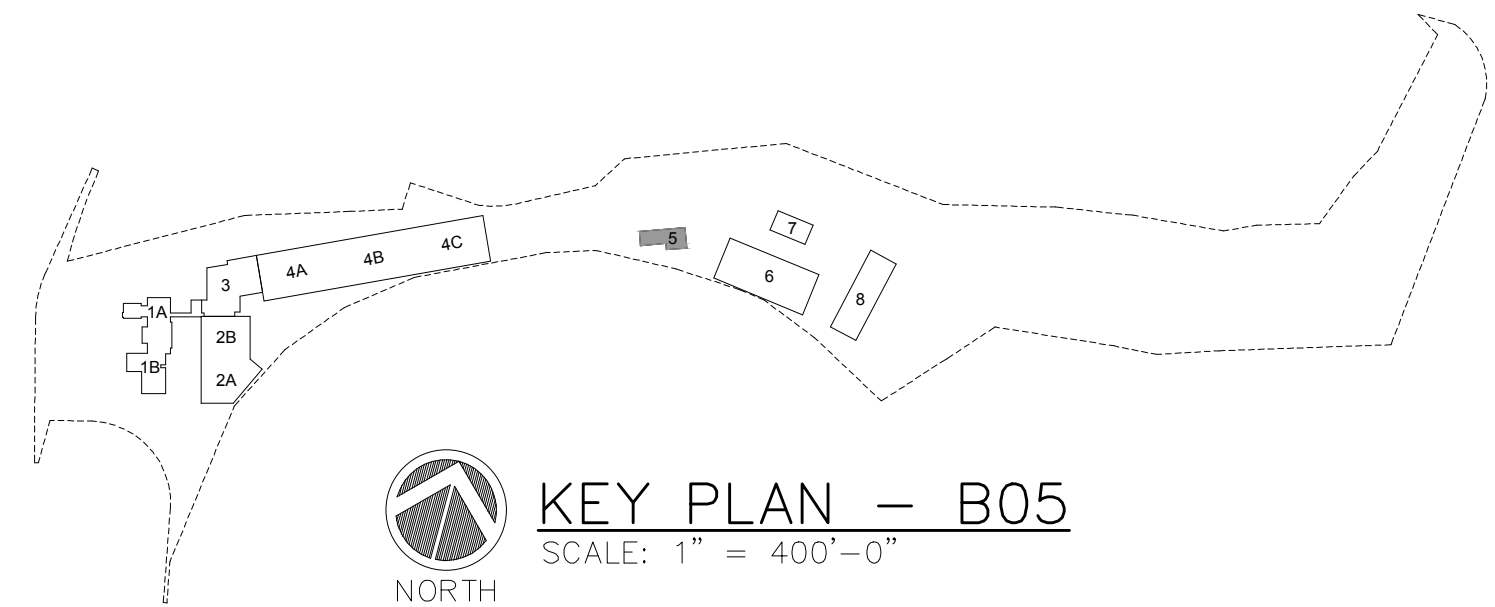 7
5
4C
4B
4A
6
3
8
1A
2B
1B
2A
KEY PLAN - B05
SCALE: 1" = 400'-0"
NORTH